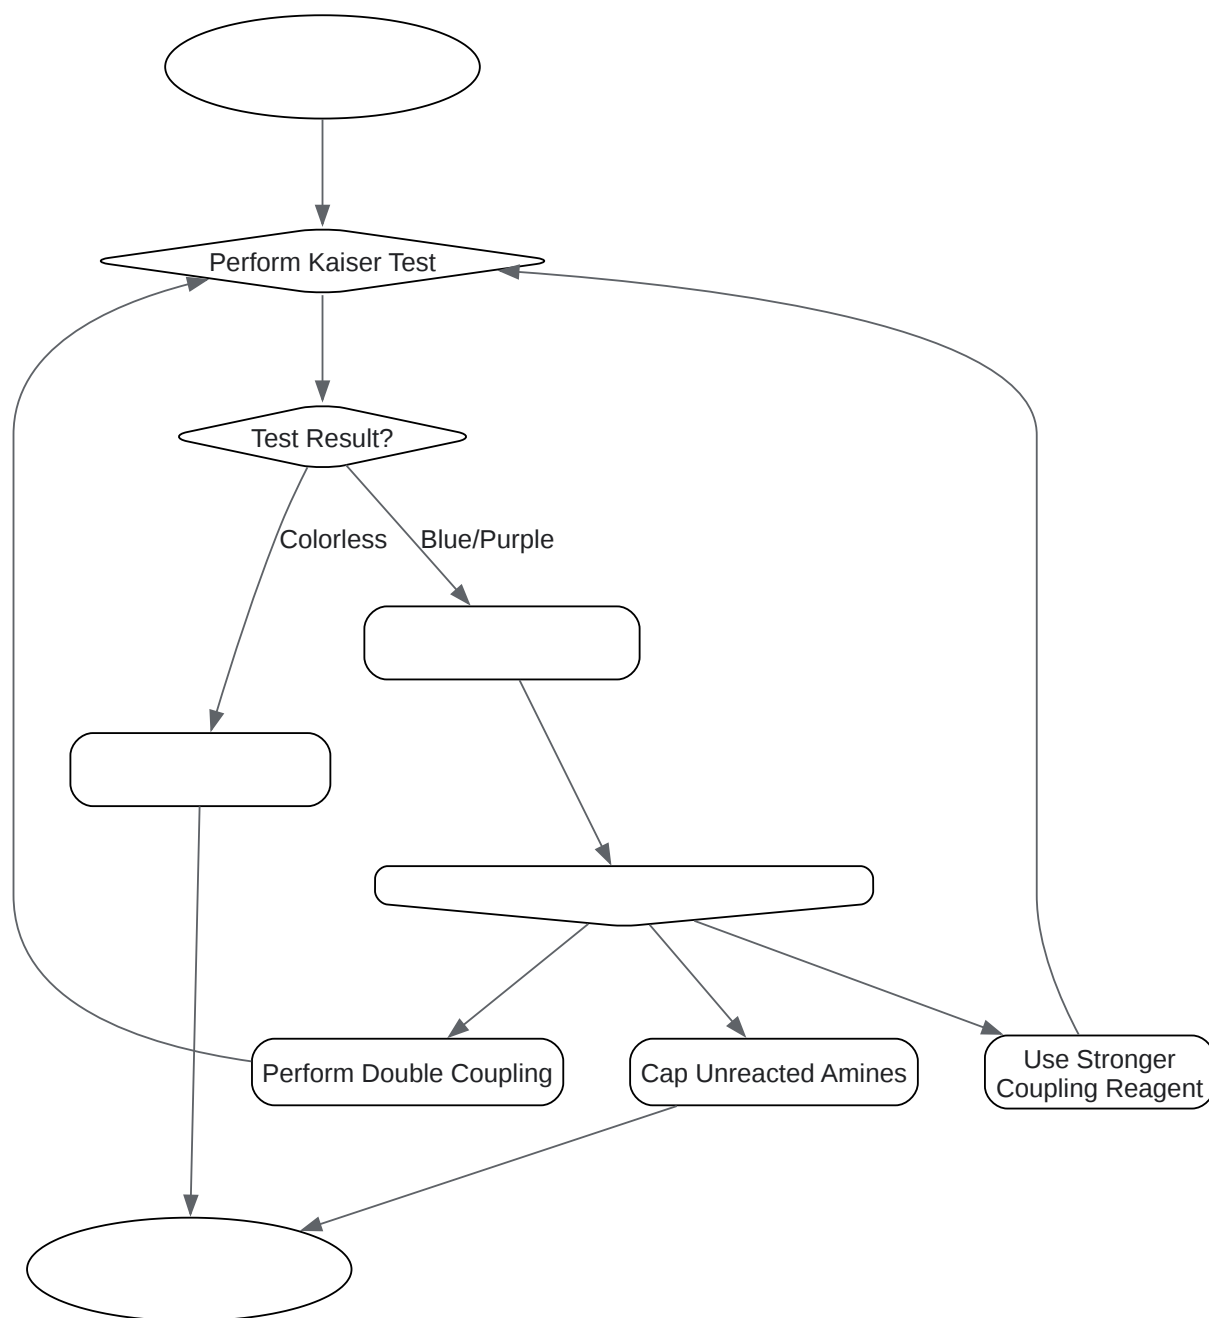 Perform Kaiser Test
Test Result?
Colorless
Blue/Purple
Perform Double Coupling
Cap Unreacted Amines
Use Stronger
Coupling Reagent